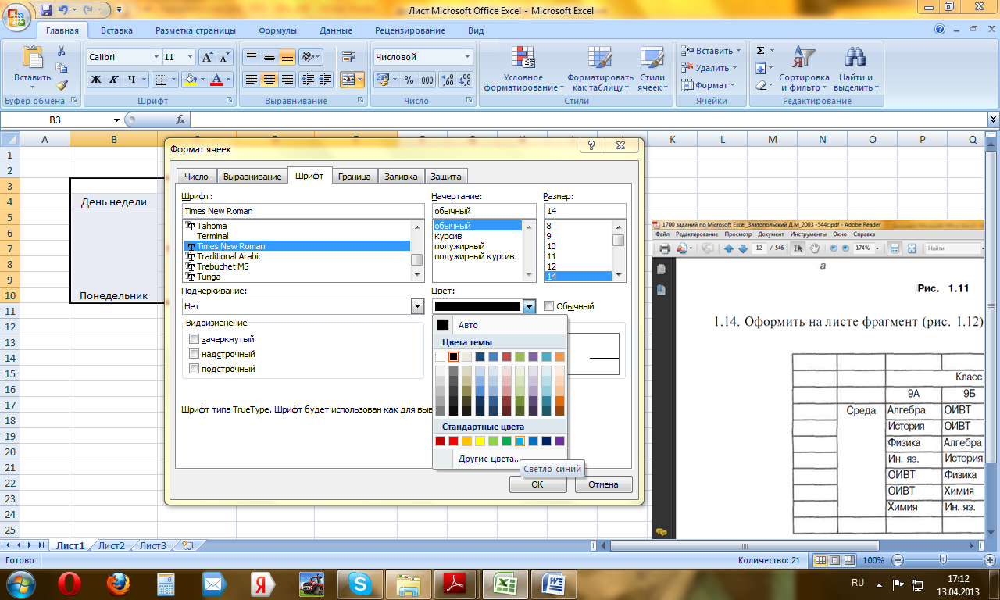 Лист Microsoft Office Excel - Microsoft Excel
Главная Вставка Разметка страницы Формулы Данные Рецензирование Вид
Вставить
Буфер обмена
Calibri 11
Ж К Ч
Шрифт
Выравнивание
Числовой
% 000
Число
Условное форматирование
Форматировать как таблицу
Стили ячеек
Стили
Вставить
Удалить
Формат
Ячейки
Σ
Сортировка и фильтр
Найти и выделить
Редактирование
B3 fx
A B K L M N O P Q
1
2
3
4 День недели
5
6
7
8
9
10 Понедельник
11
12
13
14
15
16
17
18
19
20
21
22
23
24
25
Формат ячеек
Число Выравнивание Шрифт Граница Заливка Защита
Шрифт: Начертание: Размер:
Times New Roman обычный 14
Tahoma
Terminal
Times New Roman
Traditional Arabic
Trebuchet MS
Tunga
обычный
курсив
полужирный
полужирный курсив
8
9
10
11
12
14
Подчеркивание: Цвет:
Нет Обычный
Видоизменение
зачеркнутый
надстрочный
подстрочный
Авто
Цвета темы
Стандартные цвета
Другие цвета...
Светло-синий
Шрифт типа TrueType. Шрифт будет использован как для выв
ОК Отмена
1700 заданий по Microsoft Excel_Златопольский Д.М_2003 -544с.pdf - Adobe Reader
Файл Редактирование Просмотр Документ Инструменты Окно Справка
12 / 546 174% Найти
а
Рис. 1.11
1.14. Оформить на листе фрагмент (рис. 1.12)
Класс
9А 9Б
Среда Алгебра ОИВТ
История ОИВТ
Физика Алгебра
Ин. яз. История
ОИВТ Физика
ОИВТ Химия
Химия Ин. яз.
Лист1 Лист2 Лист3
Готово Количество: 21 100%
RU 17:12
13.04.2013